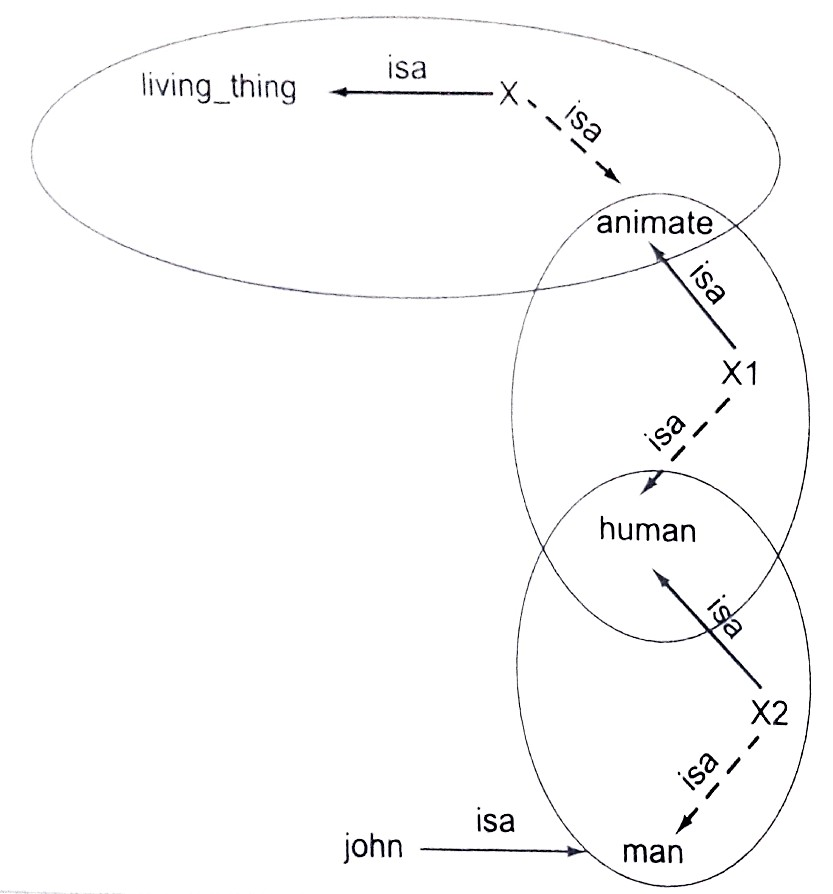 isa
living_thing
X
isa
animate
isa
X1
isa
human
isa
X2
isa
isa
john
man